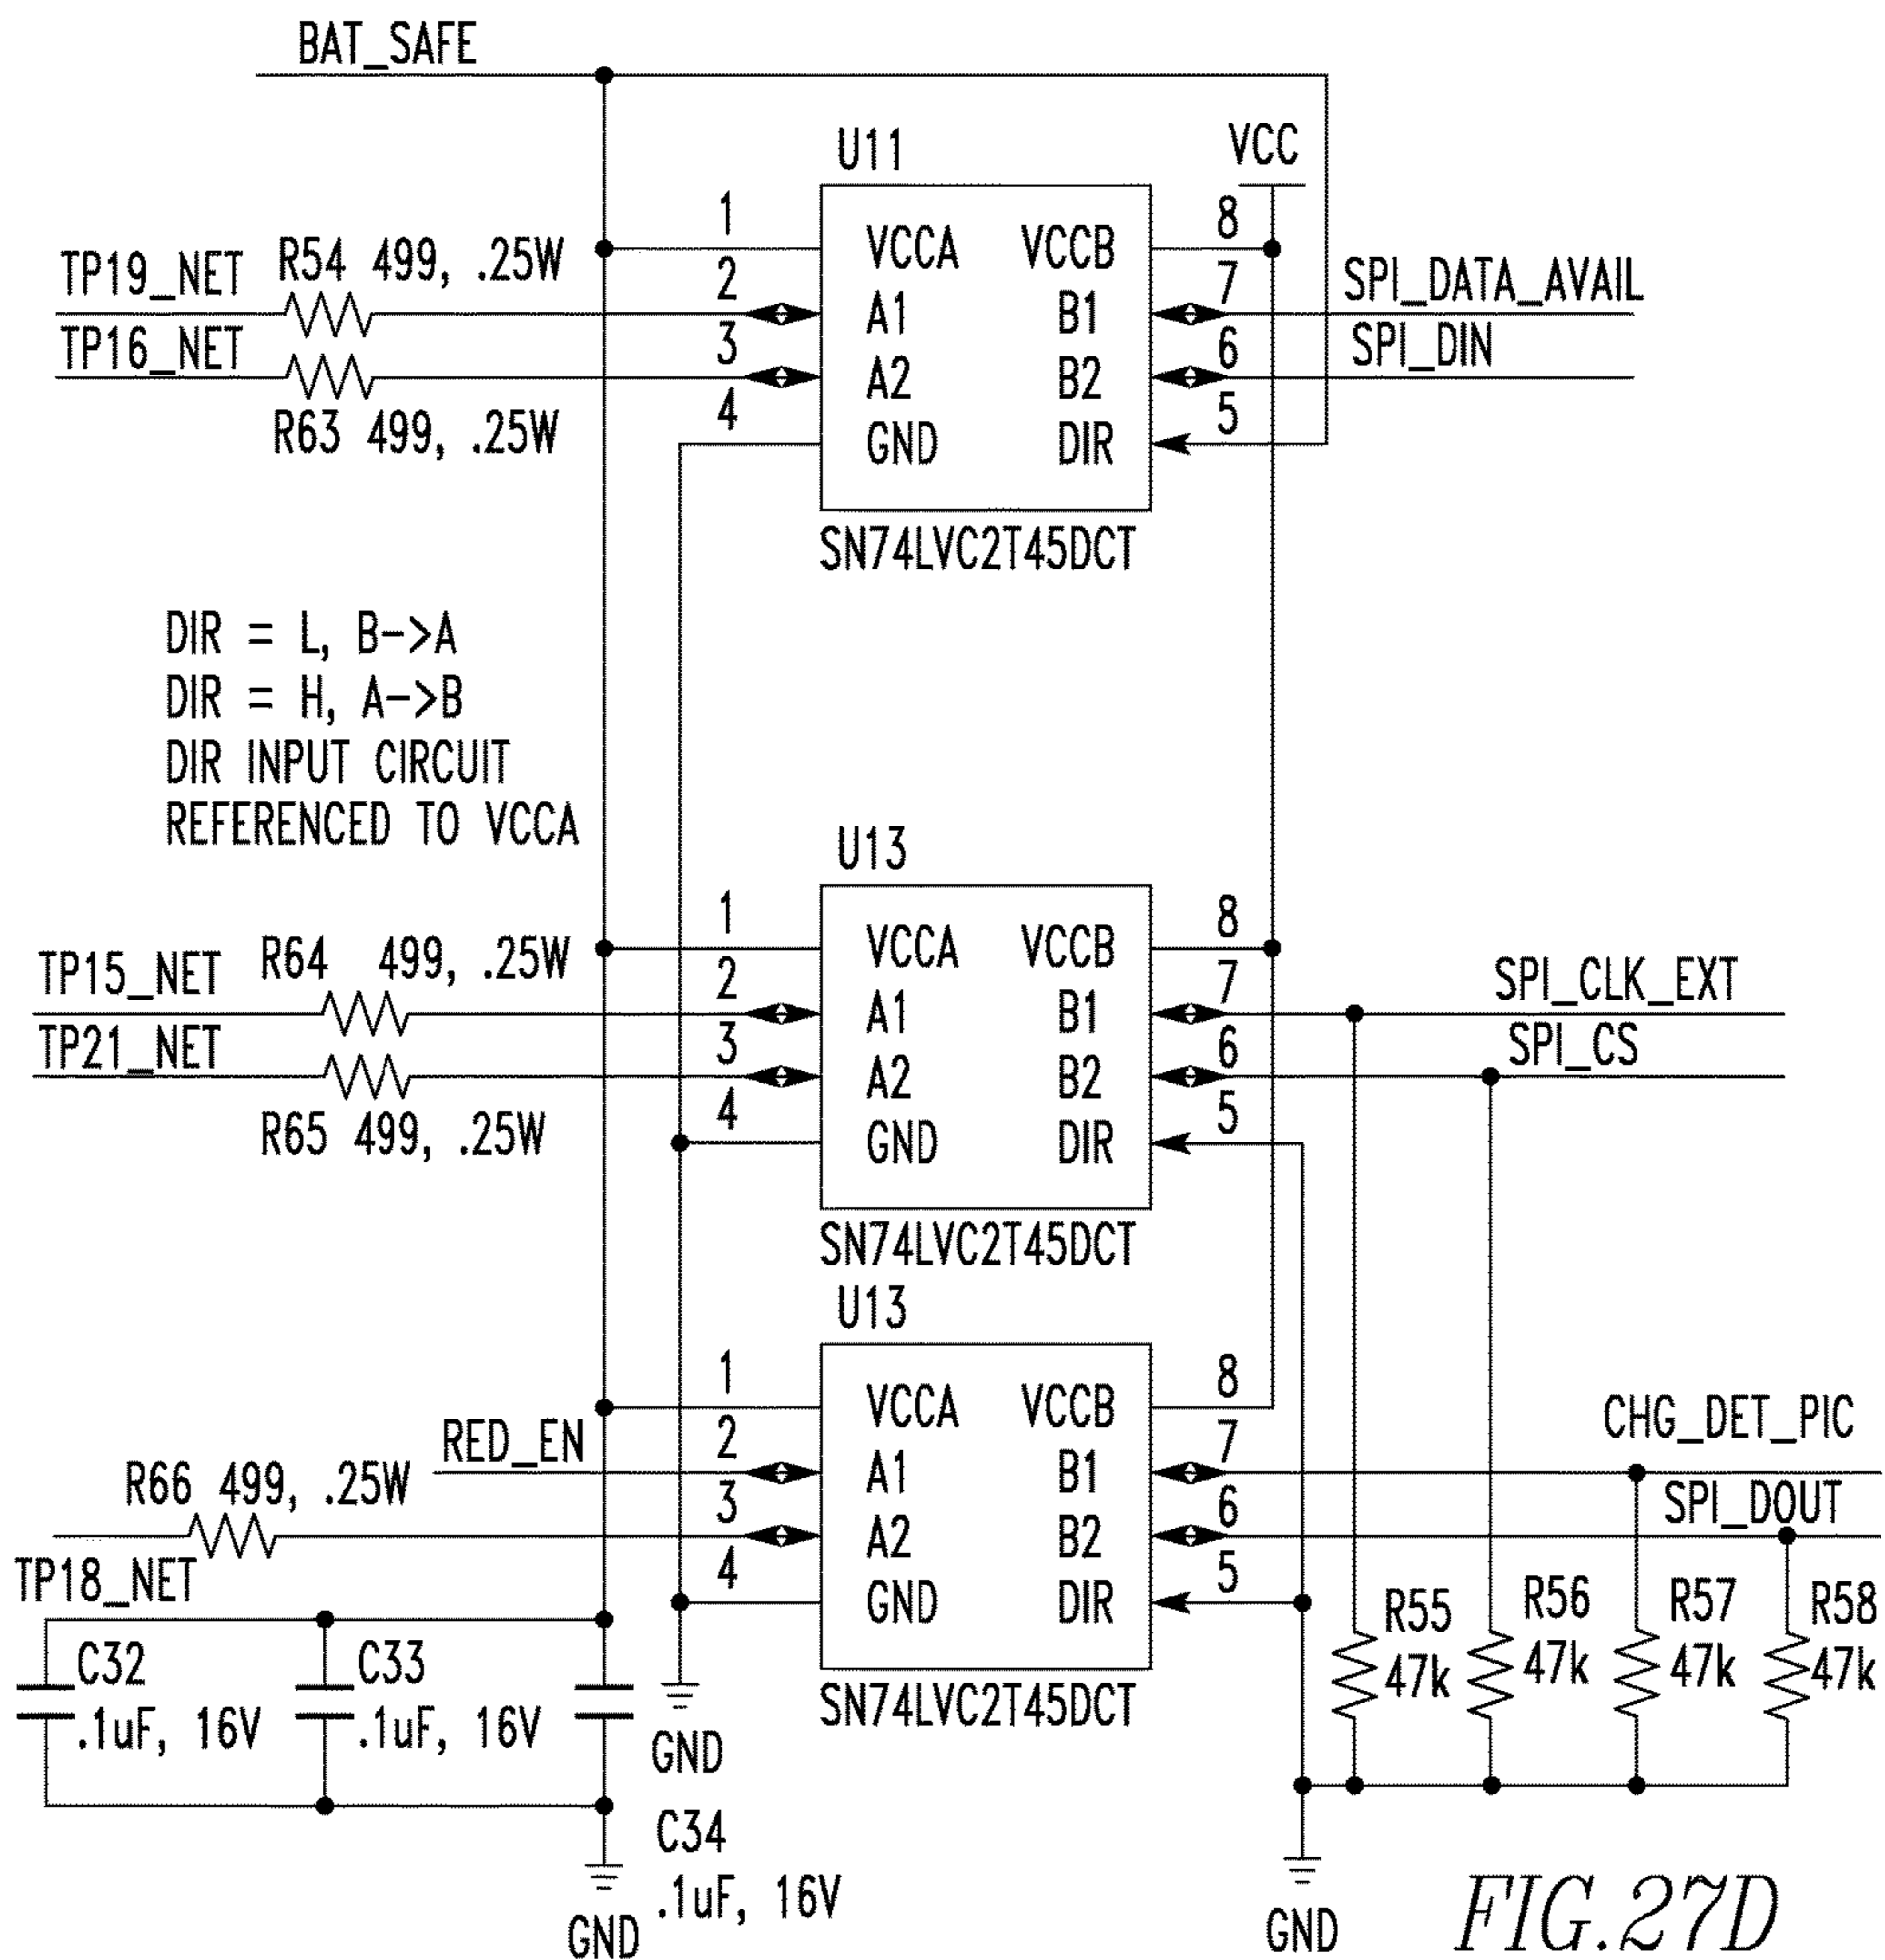 BAT_SAFE
U11
VCC
1
VCCA VCCB
8
TP19_NET
R54 499, .25W
2
A1 B1
7
SPI_DATA_AVAIL
TP16_NET
3
A2 B2
6
SPI_DIN
R63 499, .25W
4
GND DIR
5
SN74LVC2T45DCT
DIR = L, B->A
DIR = H, A->B
DIR INPUT CIRCUIT
REFERENCED TO VCCA
U13
1
VCCA VCCB
8
TP15_NET
R64 499, .25W
2
A1 B1
7
SPI_CLK_EXT
TP21_NET
3
A2 B2
6
SPI_CS
R65 499, .25W
4
GND DIR
5
SN74LVC2T45DCT
U13
1
VCCA VCCB
8
RED_EN
2
A1 B1
7
CHG_DET_PIC
R66 499, .25W
3
A2 B2
6
SPI_DOUT
TP18_NET
4
GND DIR
5
SN74LVC2T45DCT
R55
47k
R56
47k
R57
47k
R58
47k
C32
.1uF, 16V
C33
.1uF, 16V
GND
C34
.1uF, 16V
GND
GND
FIG.27D